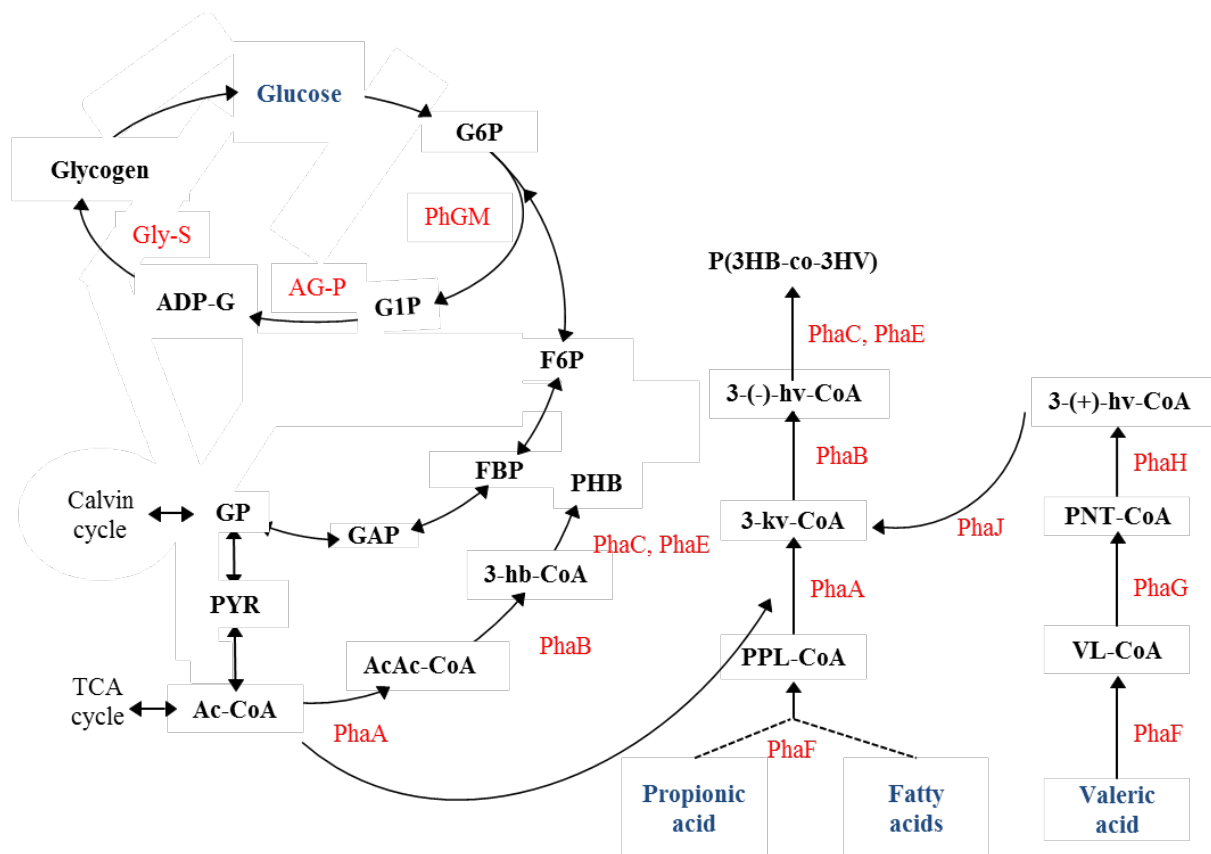 Glucose
G6P
Glycogen
PhGM
Gly-S
P(3HB-co-3HV)
AG-P
ADP-G
G1P
PhaC, PhaE
F6P
3-(-)-hv-CoA
3-(+)-hv-CoA
PhaB
PhaH
FBP
PHB
Calvin
cycle
GP
3-kv-CoA
PNT-CoA
GAP
PhaJ
PhaC, PhaE
3-hb-CoA
PhaA
PhaG
PYR
PhaB
AcAc-CoA
PPL-CoA
VL-CoA
TCA
cycle
Ac-CoA
PhaA
PhaF
PhaF
Propionic
acid
Fatty
acids
Valeric
acid